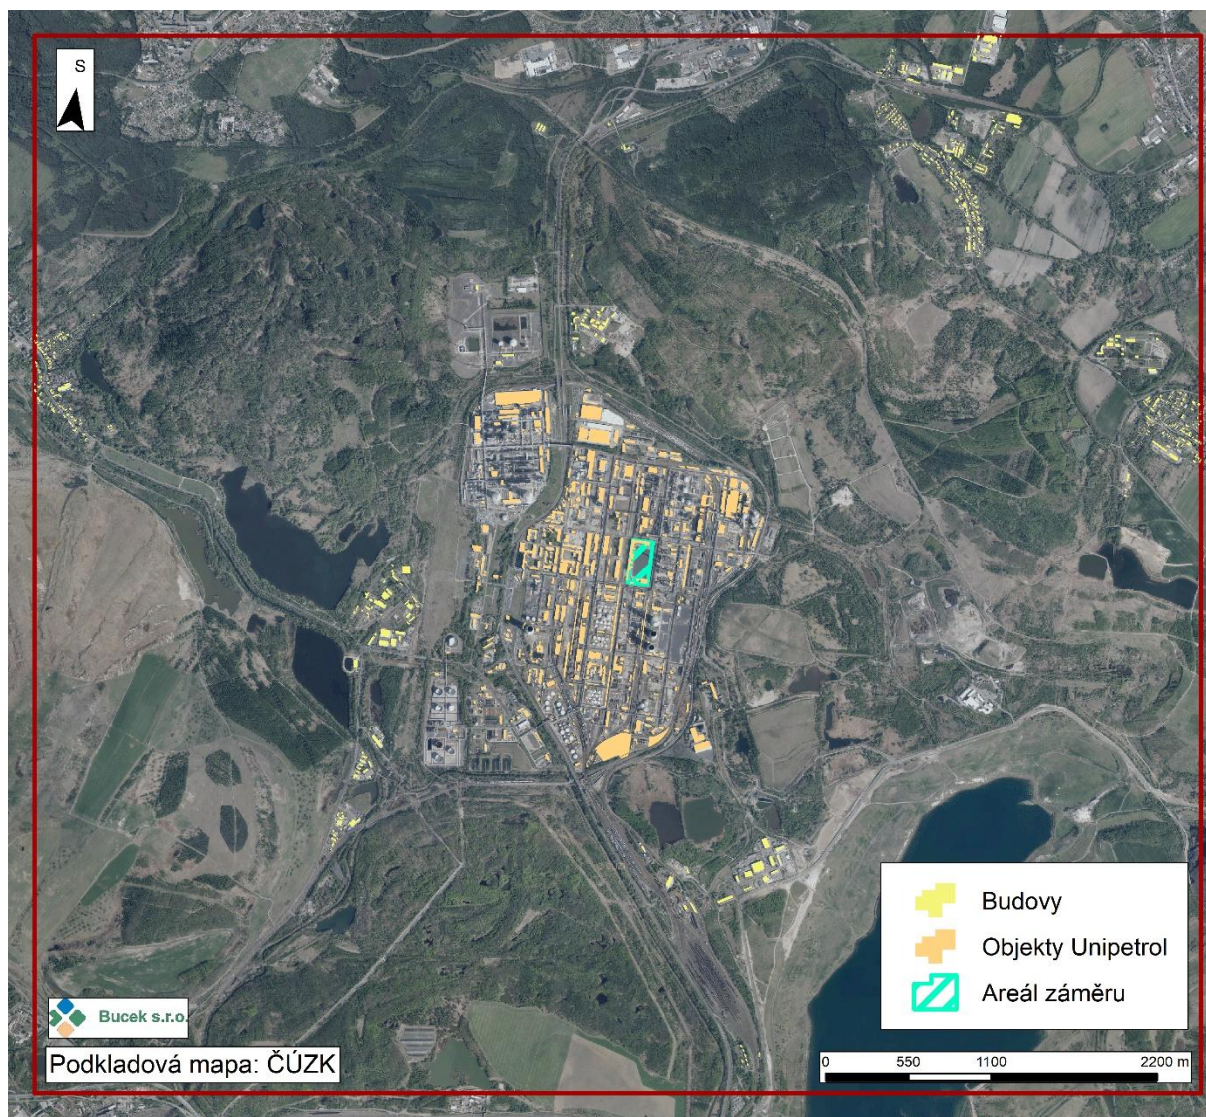 S
Budovy
Objekty Unipetrol
Areál záměru
Bucek s.r.o.
Podkladová mapa: ČÚZK
0 550 1100 2200 m